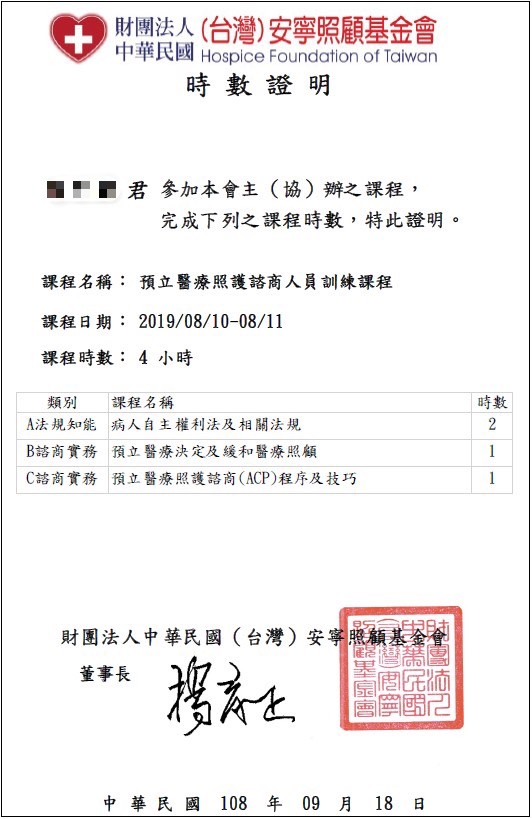 財團法人
中華民國
(台灣)安寧照顧基金會
Hospice Foundation of Taiwan
時數證明
君 參加本會主(協)辦之課程,
完成下列之課程時數,特此證明。
課程名稱: 預立醫療照護諮商人員訓練課程
課程日期: 2019/08/10-08/11
課程時數: 4 小時
類別 課程名稱 時數
A法規知能 病人自主權利法及相關法規 2
B諮商實務 預立醫療決定及緩和醫療照顧 1
C諮商實務 預立醫療照護諮商(ACP)程序及技巧 1
財團法人中華民國(台灣)安寧照顧基金會
董事長
中華民國 108 年 09 月 18 日